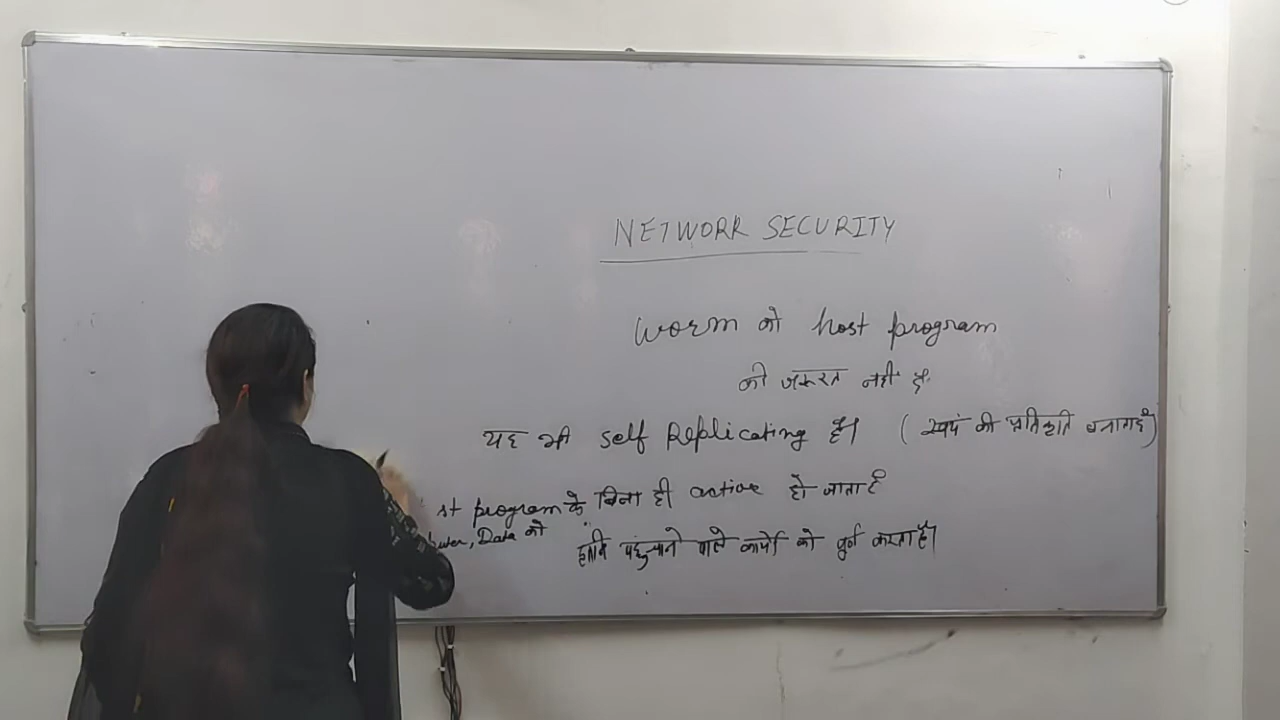 NETWORK SECURITY
Worm को host program
की जरूरत नहीं है
यह भी self Replicating है। (स्वयं की प्रतिकृति बनाता है)
st program के बिना ही active हो जाता है
Data को
हानि पहुंचाने वाले कार्यो को पूर्ण करता है।